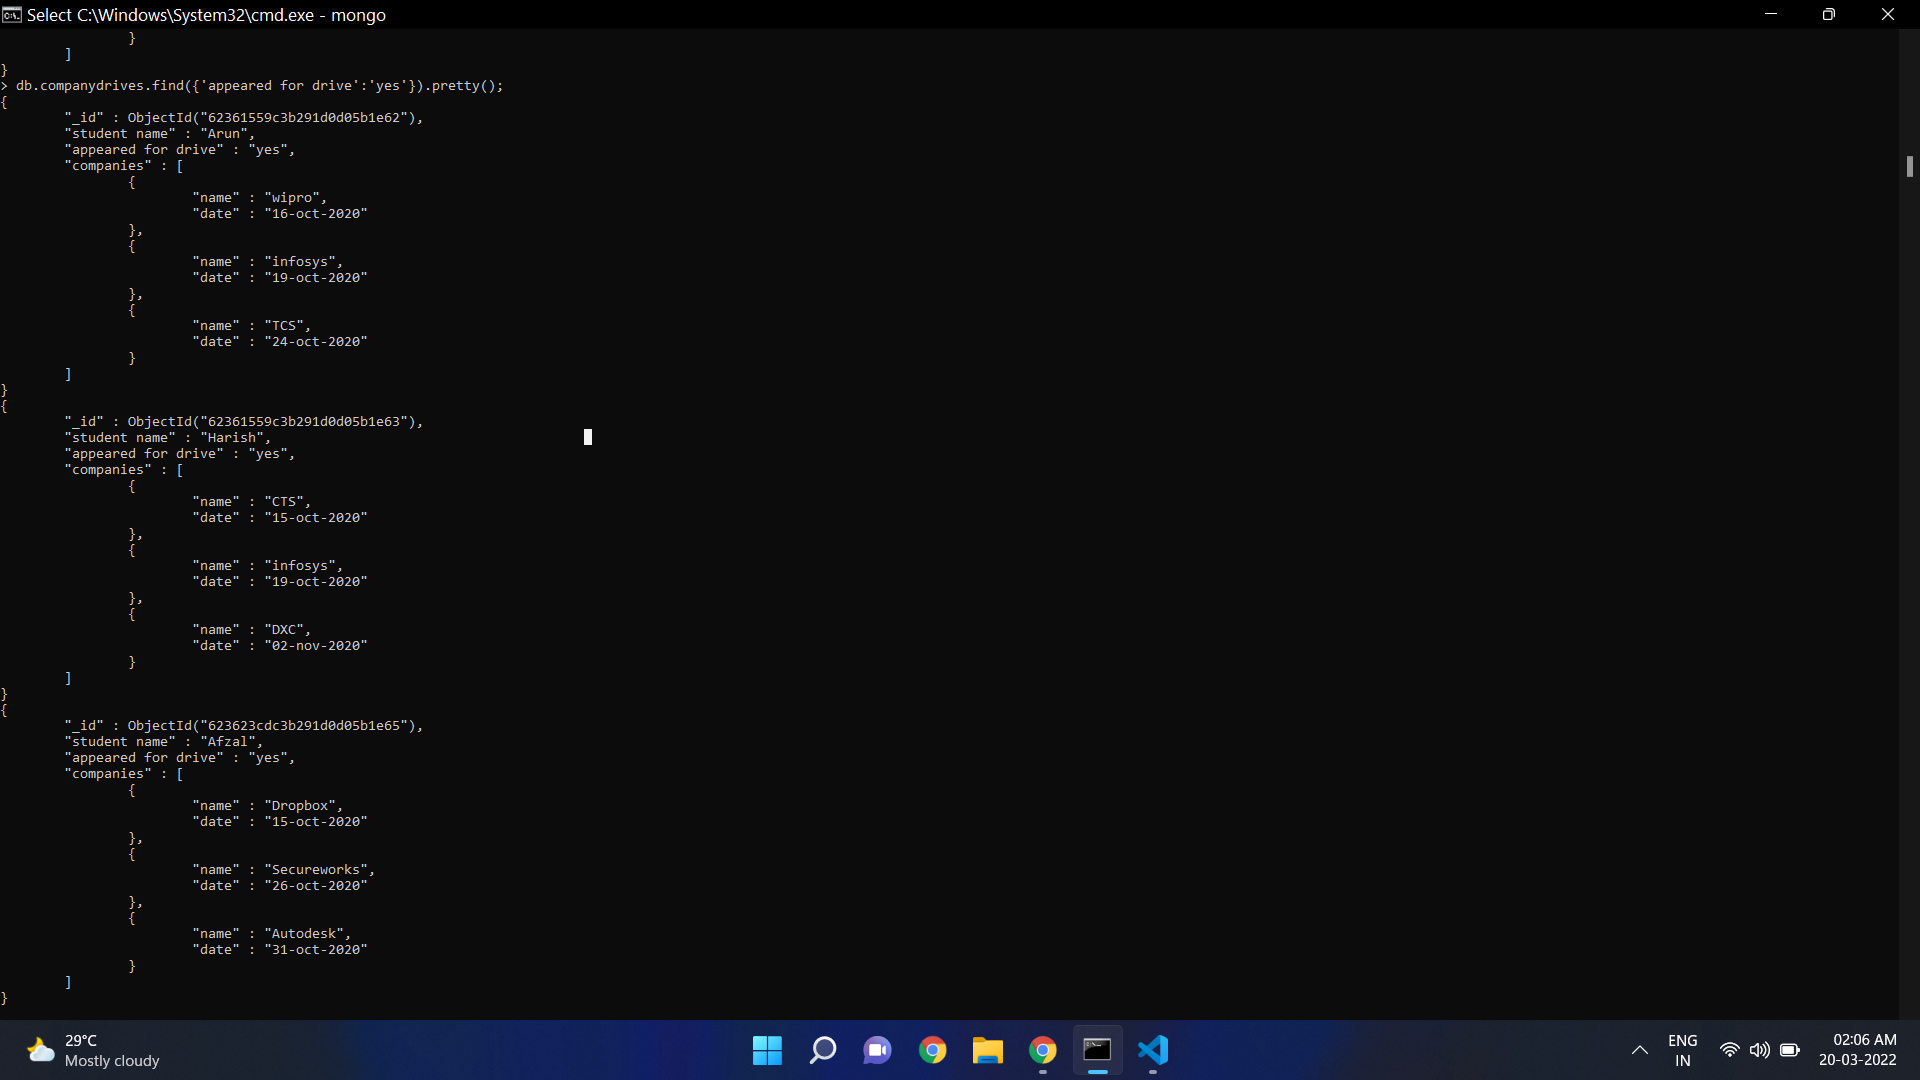 Select C:\Windows\System32\cmd.exe - mongo
                }
        ]
}
> db.companydrives.find({'appeared for drive':'yes'}).pretty();
{
        "_id" : ObjectId("62361559c3b291d0d05b1e62"),
        "student name" : "Arun",
        "appeared for drive" : "yes",
        "companies" : [
                {
                        "name" : "wipro",
                        "date" : "16-oct-2020"
                },
                {
                        "name" : "infosys",
                        "date" : "19-oct-2020"
                },
                {
                        "name" : "TCS",
                        "date" : "24-oct-2020"
                }
        ]
}
{
        "_id" : ObjectId("62361559c3b291d0d05b1e63"),
        "student name" : "Harish",
        "appeared for drive" : "yes",
        "companies" : [
                {
                        "name" : "CTS",
                        "date" : "15-oct-2020"
                },
                {
                        "name" : "infosys",
                        "date" : "19-oct-2020"
                },
                {
                        "name" : "DXC",
                        "date" : "02-nov-2020"
                }
        ]
}
{
        "_id" : ObjectId("623623cdc3b291d0d05b1e65"),
        "student name" : "Afzal",
        "appeared for drive" : "yes",
        "companies" : [
                {
                        "name" : "Dropbox",
                        "date" : "15-oct-2020"
                },
                {
                        "name" : "Secureworks",
                        "date" : "26-oct-2020"
                },
                {
                        "name" : "Autodesk",
                        "date" : "31-oct-2020"
                }
        ]
}
29°C
Mostly cloudy
ENG
IN
02:06 AM
20-03-2022